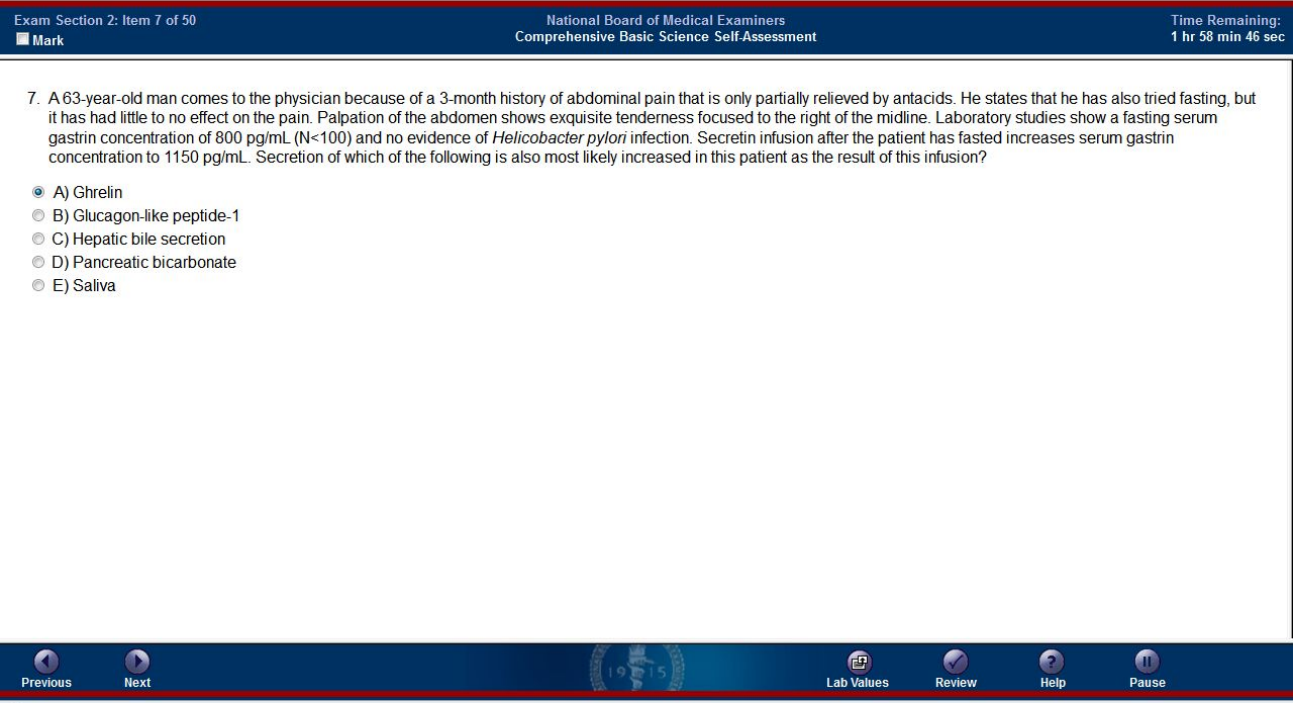 Exam Section 2: Item 7 of 50
National Board of Medical Examiners
Time Remaining:
Mark
Comprehensive Basic Science Self-Assessment
1 hr 58 min 46 sec
7. A 63-year-old man comes to the physician because of a 3-month history of abdominal pain that is only partially relieved by antacids. He states that he has also tried fasting, but
it has had little to no effect on the pain. Palpation of the abdomen shows exquisite tenderness focused to the right of the midline. Laboratory studies show a fasting serum
gastrin concentration of 800 pg/mL (N<100) and no evidence of Helicobacter pylori infection. Secretin infusion after the patient has fasted increases serum gastrin
concentration to 1150 pg/mL. Secretion of which of the following is also most likely increased in this patient as the result of this infusion?
A) Ghrelin
B) Glucagon-like peptide-1
C) Hepatic bile secretion
D) Pancreatic bicarbonate
E) Saliva
1915
Previous
Next
Lab Values
Review
Help
Pause